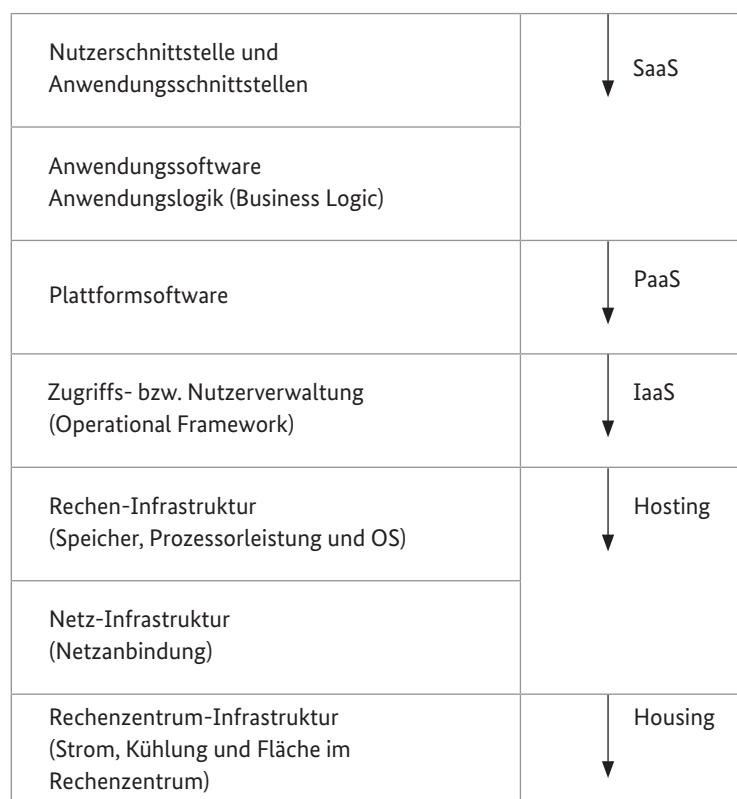 Nutzerschnittstelle und
Anwendungsschnittstellen
SaaS
Anwendungssoftware
Anwendungslogik (Business Logic)
Plattformsoftware
PaaS
Zugriffs- bzw. Nutzerverwaltung
(Operational Framework)
IaaS
Rechen-Infrastruktur
(Speicher, Prozessorleistung und OS)
Hosting
Netz-Infrastruktur
(Netzanbindung)
Rechenzentrum-Infrastruktur
(Strom, Kühlung und Fläche im
Rechenzentrum)
Housing